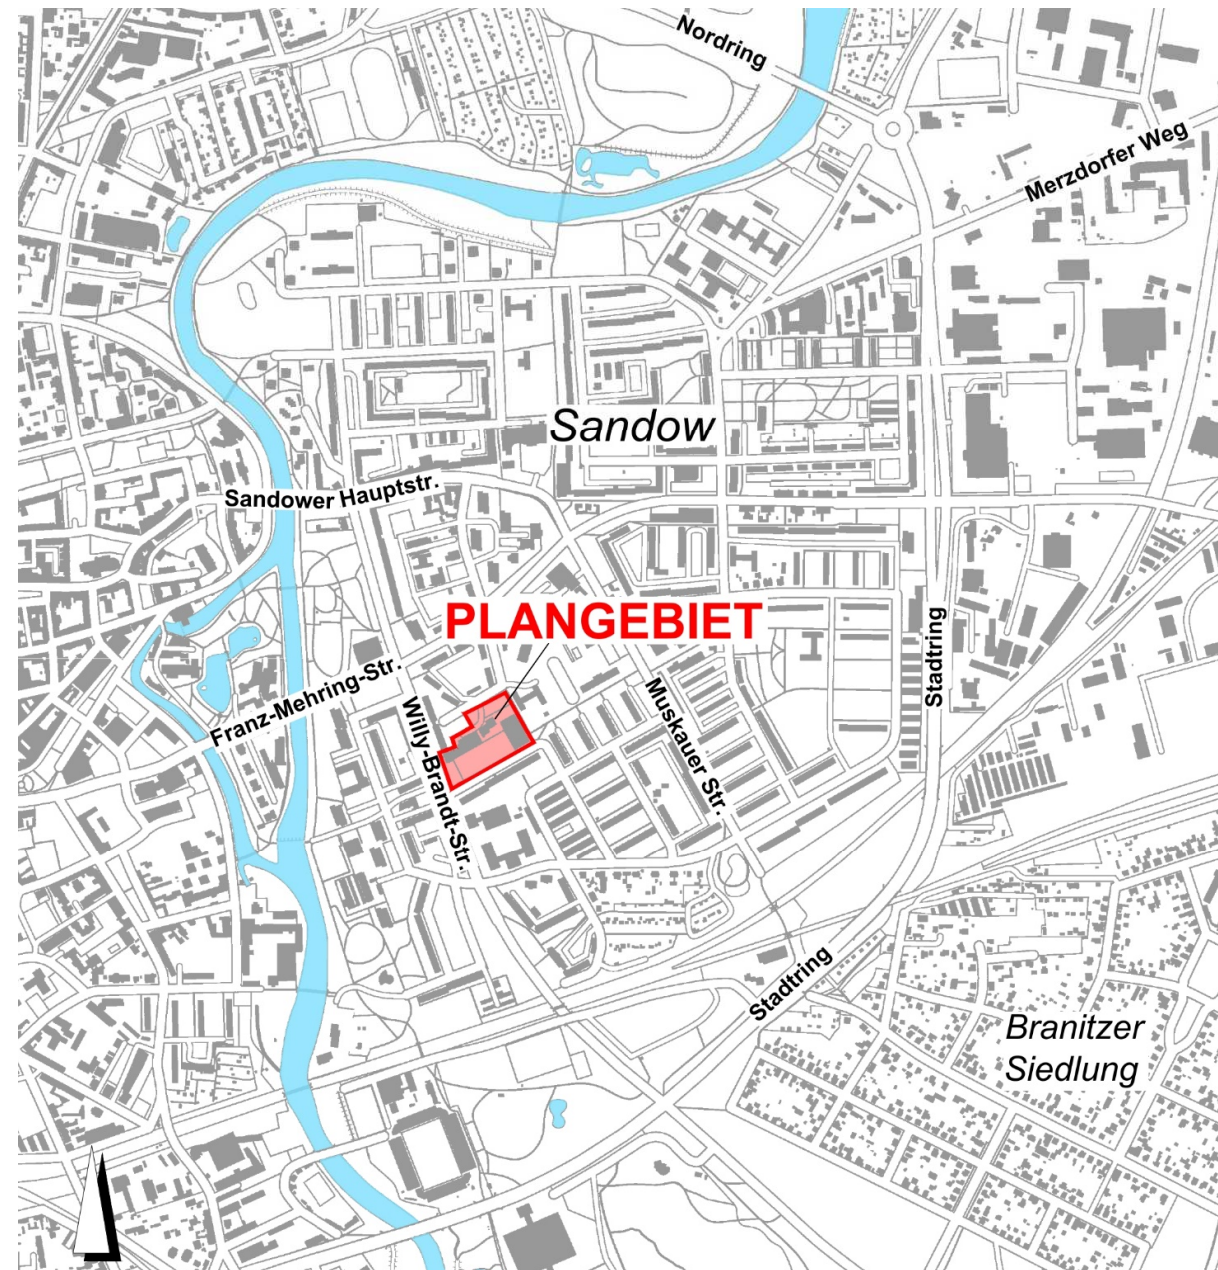 Nordring
Merzdorfer Weg
Sandow
Sandower Hauptstr.
PLANGEBIET
Stadtring
Franz-Mehring-Str.
Willy-Brandt-Str.
Muskauer Str.
Stadtring
Branitzer
Siedlung